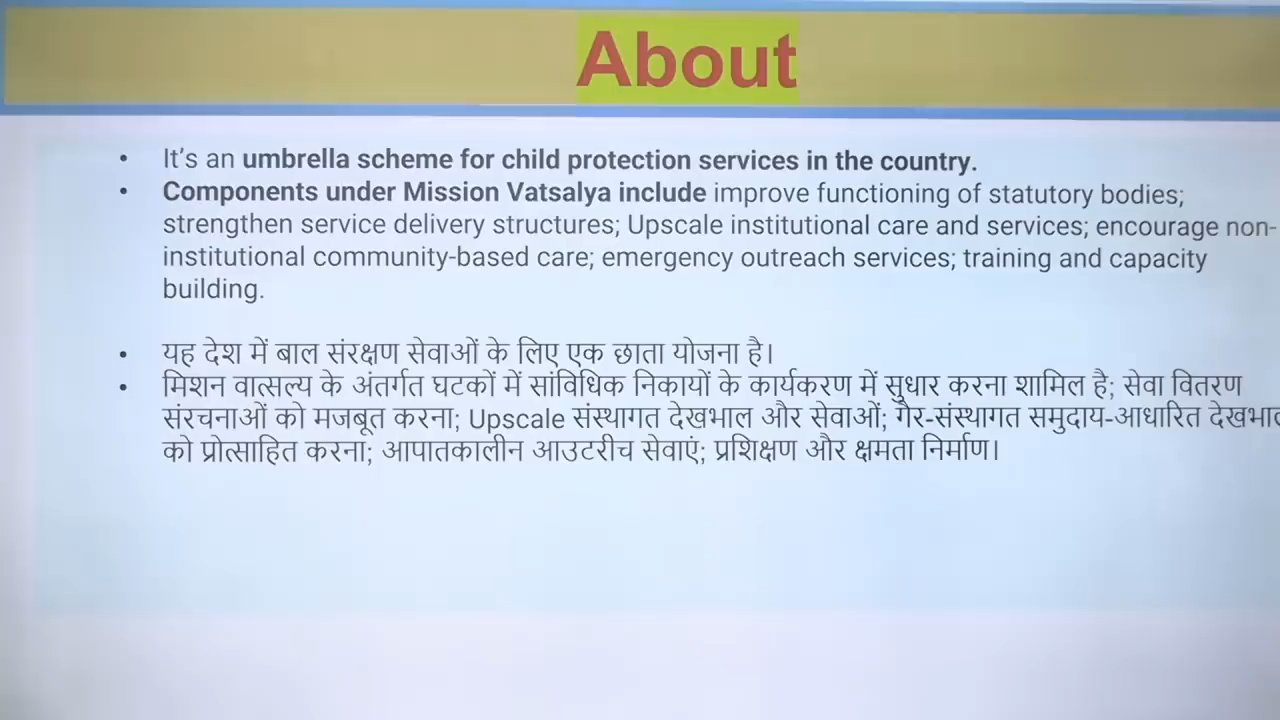 About
• It's an umbrella scheme for child protection services in the country.
• Components under Mission Vatsalya include improve functioning of statutory bodies;
strengthen service delivery structures; Upscale institutional care and services; encourage non-
institutional community-based care; emergency outreach services; training and capacity
building.
• यह देश में बाल संरक्षण सेवाओं के लिए एक छाता योजना है।
• मिशन वात्सल्य के अंतर्गत घटकों में सांविधिक निकायों के कार्यकरण में सुधार करना शामिल है; सेवा वितरण
संरचनाओं को मजबूत करना; Upscale संस्थागत देखभाल और सेवाओं; गैर-संस्थागत समुदाय-आधारित
को प्रोत्साहित करना; आपातकालीन आउटरीच सेवाएं; प्रशिक्षण और क्षमता निर्माण।